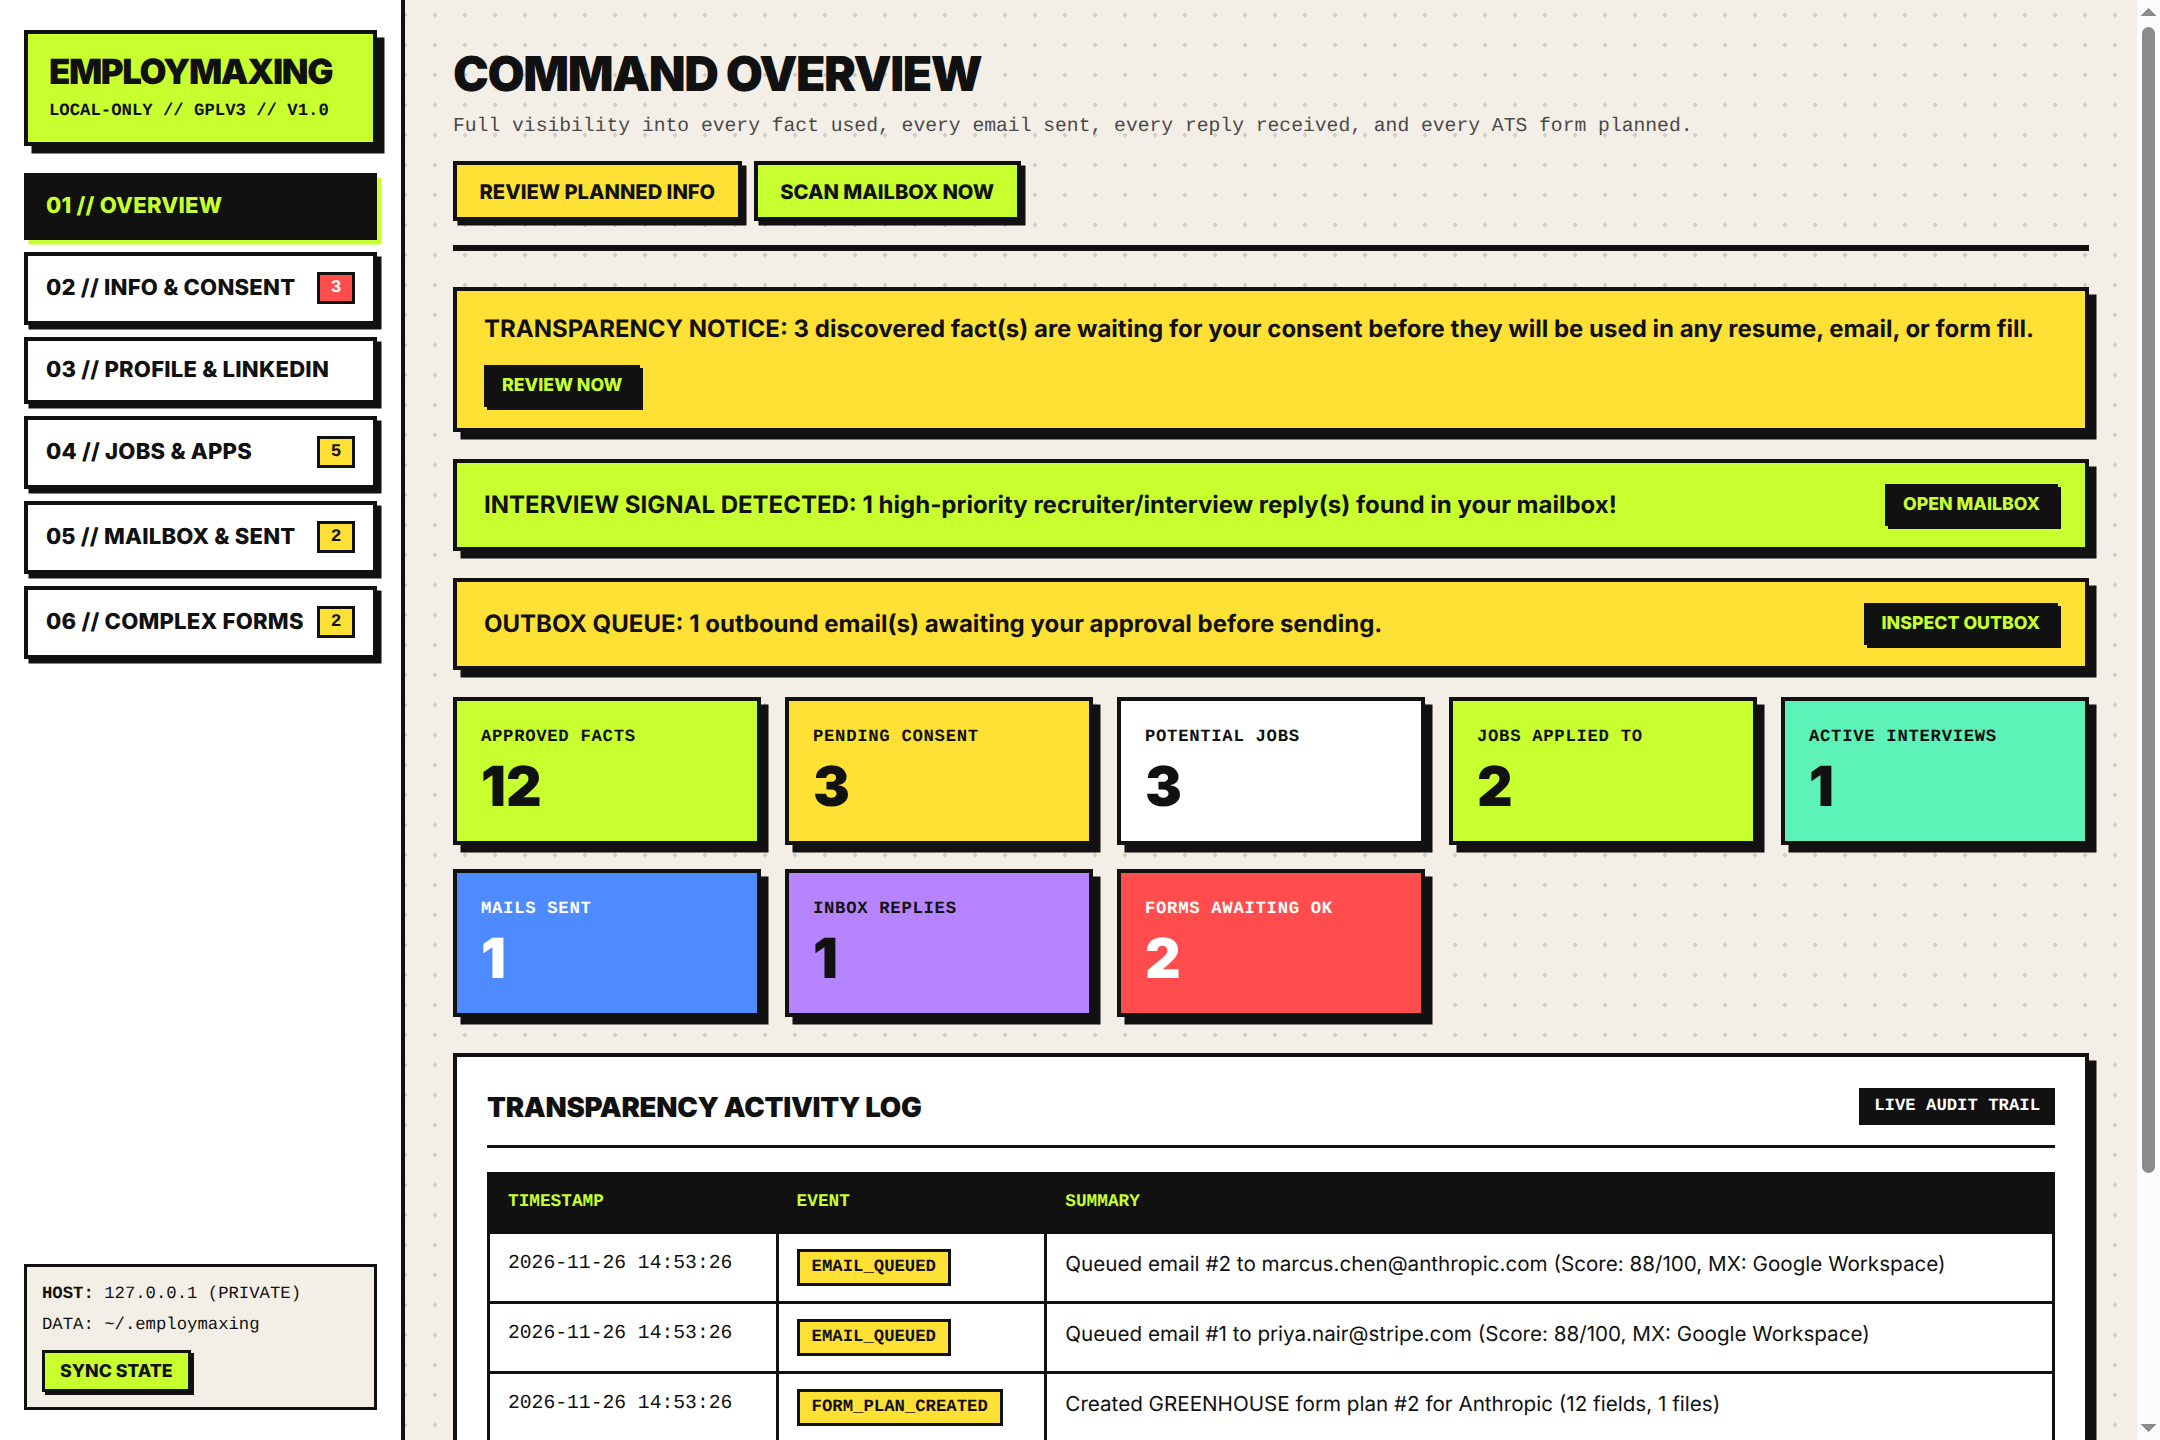 EMPLOYMAXING
LOCAL-ONLY // GPLV3 // V1.0
01 // OVERVIEW
02 // INFO & CONSENT 3
03 // PROFILE & LINKEDIN
04 // JOBS & APPS 5
05 // MAILBOX & SENT 2
06 // COMPLEX FORMS 2
HOST: 127.0.0.1 (PRIVATE)
DATA: ~/.employmaxing
SYNC STATE
COMMAND OVERVIEW
Full visibility into every fact used, every email sent, every reply received, and every ATS form planned.
REVIEW PLANNED INFO
SCAN MAILBOX NOW
TRANSPARENCY NOTICE: 3 discovered fact(s) are waiting for your consent before they will be used in any resume, email, or form fill.
REVIEW NOW
INTERVIEW SIGNAL DETECTED: 1 high-priority recruiter/interview reply(s) found in your mailbox!
OPEN MAILBOX
OUTBOX QUEUE: 1 outbound email(s) awaiting your approval before sending.
INSPECT OUTBOX
APPROVED FACTS
12
PENDING CONSENT
3
POTENTIAL JOBS
3
JOBS APPLIED TO
2
ACTIVE INTERVIEWS
1
MAILS SENT
1
INBOX REPLIES
1
FORMS AWAITING OK
2
TRANSPARENCY ACTIVITY LOG
LIVE AUDIT TRAIL
TIMESTAMP EVENT SUMMARY
2026-11-26 14:53:26 EMAIL_QUEUED Queued email #2 to marcus.chen@anthropic.com (Score: 88/100, MX: Google Workspace)
2026-11-26 14:53:26 EMAIL_QUEUED Queued email #1 to priya.nair@stripe.com (Score: 88/100, MX: Google Workspace)
2026-11-26 14:53:26 FORM_PLAN_CREATED Created GREENHOUSE form plan #2 for Anthropic (12 fields, 1 files)